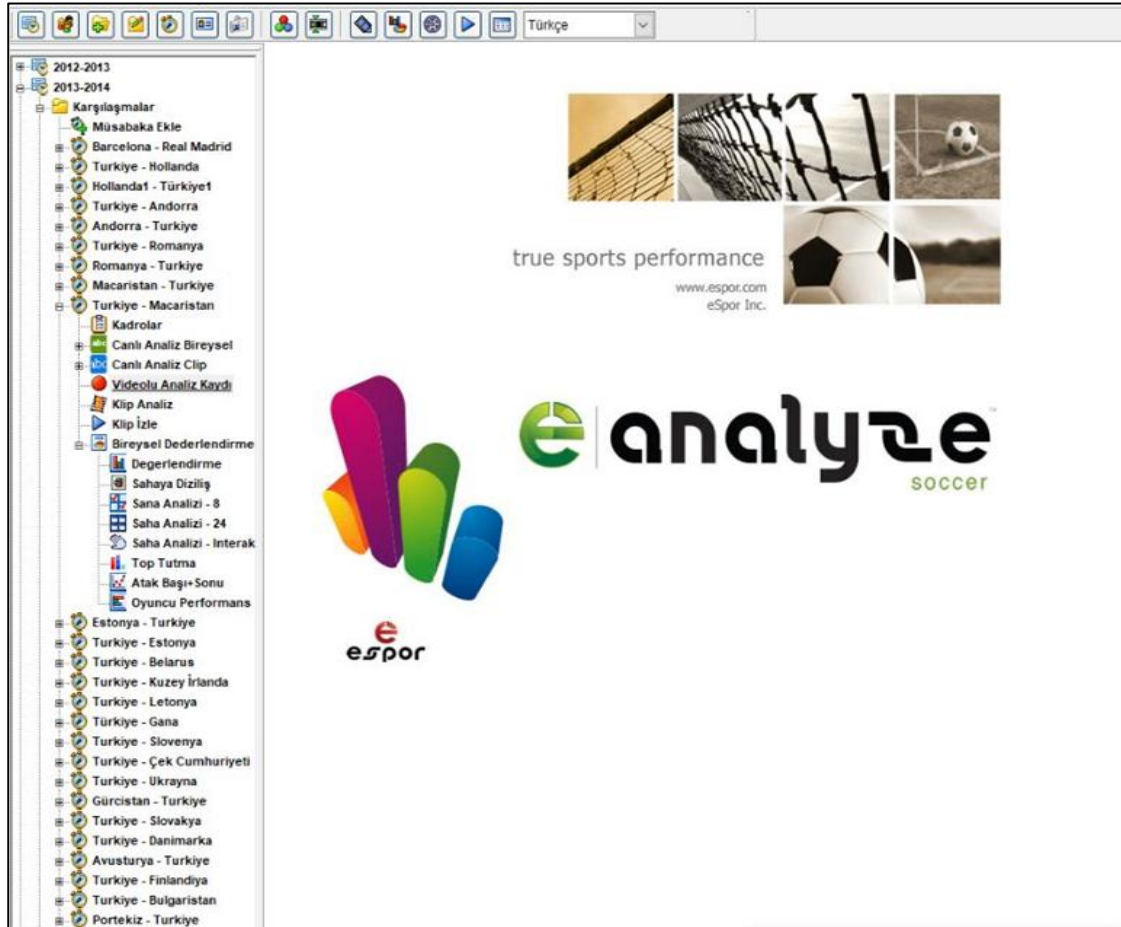 Türkçe
2012-2013
2013-2014
Karşılaşmalar
Müsabaka Ekle
Barcelona - Real Madrid
Turkiye - Hollanda
Hollanda1 - Türkiye1
Turkiye - Andorra
Andorra - Turkiye
Turkiye - Romanya
Romanya - Turkiye
Macaristan - Turkiye
Turkiye - Macaristan
Kadrolar
abc Canlı Analiz Bireysel
abc Canlı Analiz Clip
Videolu Analiz Kaydı
Klip Analiz
Klip İzle
Bireysel Dederlendirme
Degerlendirme
Sahaya Diziliş
Sana Analizi - 8
Saha Analizi - 24
Saha Analizi - Interak
Top Tutma
Atak Başı+Sonu
Oyuncu Performans
Estonya - Turkiye
Turkiye - Estonya
Turkiye - Belarus
Turkiye - Kuzey İrlanda
Turkiye - Letonya
Türkiye - Gana
Turkiye - Slovenya
Turkiye - Çek Cumhuriyeti
Turkiye - Ukrayna
Gürcistan - Turkiye
Turkiye - Slovakya
Turkiye - Danimarka
Avusturya - Turkiye
Turkiye - Finlandiya
Turkiye - Bulgaristan
Portekiz - Turkiye
true sports performance
www.espor.com
eSpor Inc.
e analyze
soccer
e
espor